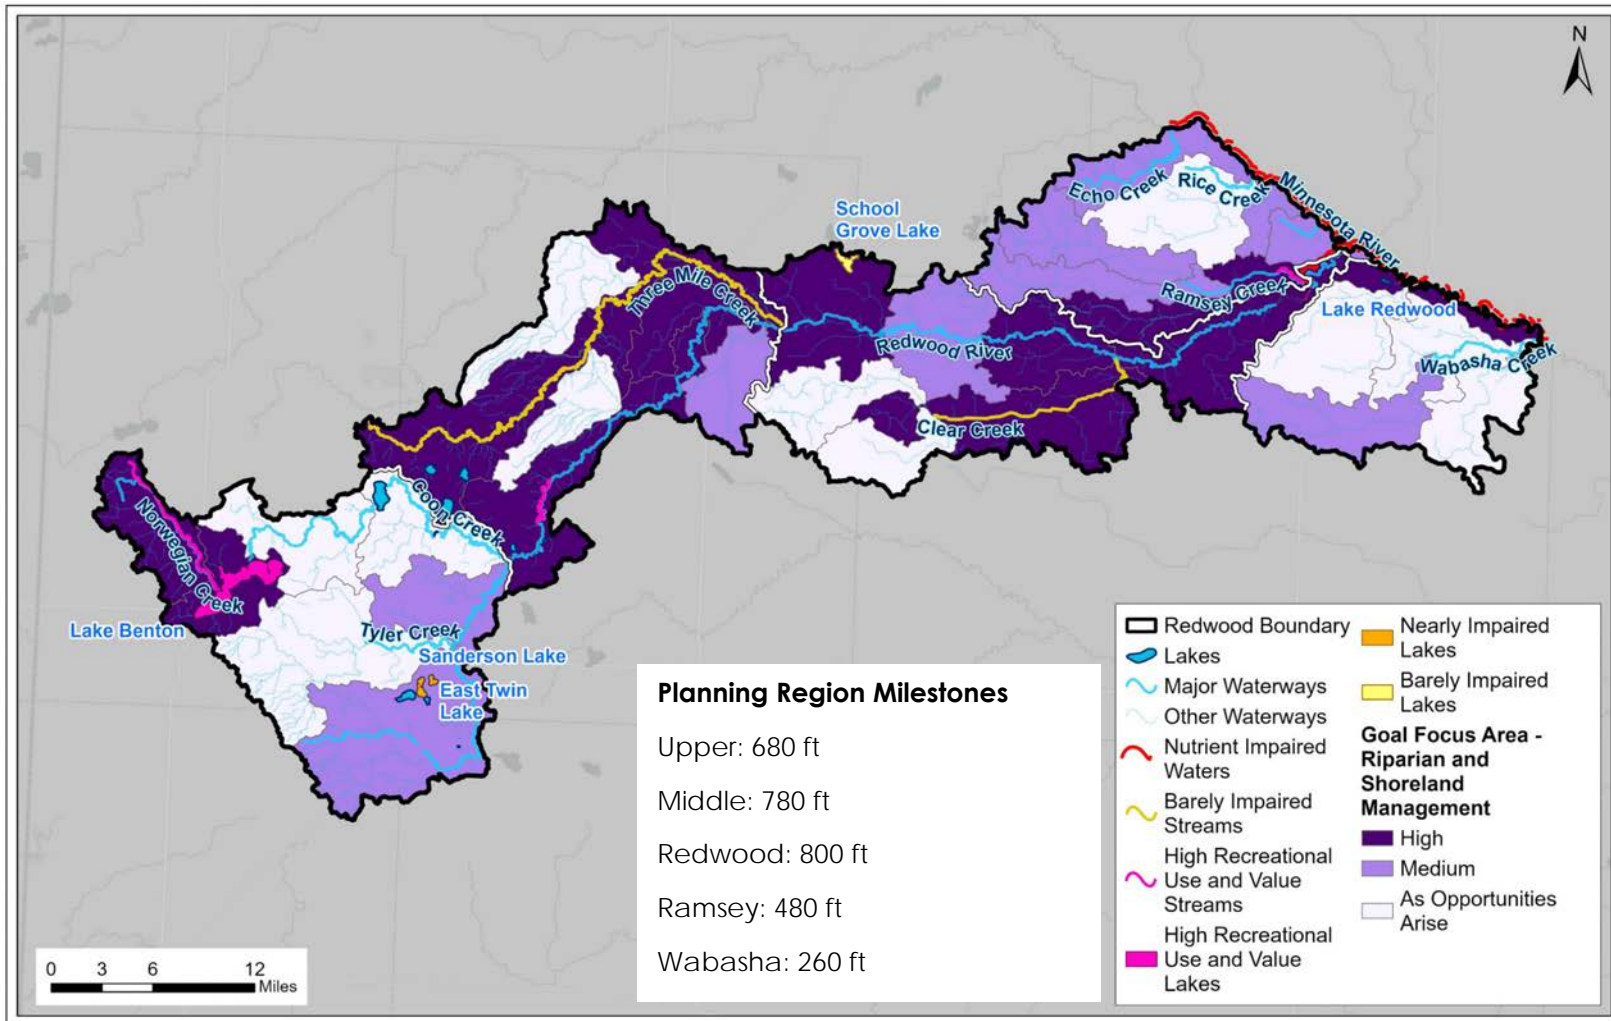 N
School
Grove Lake
Echo Creek
Rice Creek
Minnesota River
Three Mile Creek
Ramsey Creek
Lake Redwood
Redwood River
Wabasha Creek
Clear Creek
Coon Creek
Norwegian Creek
Lake Benton
Tyler Creek
Sanderson Lake
East Twin
Lake
Planning Region Milestones
Upper: 680 ft
Middle: 780 ft
Redwood: 800 ft
Ramsey: 480 ft
Wabasha: 260 ft
Redwood Boundary
Lakes
Major Waterways
Other Waterways
Nutrient Impaired
Waters
Barely Impaired
Streams
High Recreational
Use and Value
Streams
High Recreational
Use and Value
Lakes
Nearly Impaired
Lakes
Barely Impaired
Lakes
Goal Focus Area -
Riparian and
Shoreland
Management
High
Medium
As Opportunities
Arise
0 3 6 12
Miles